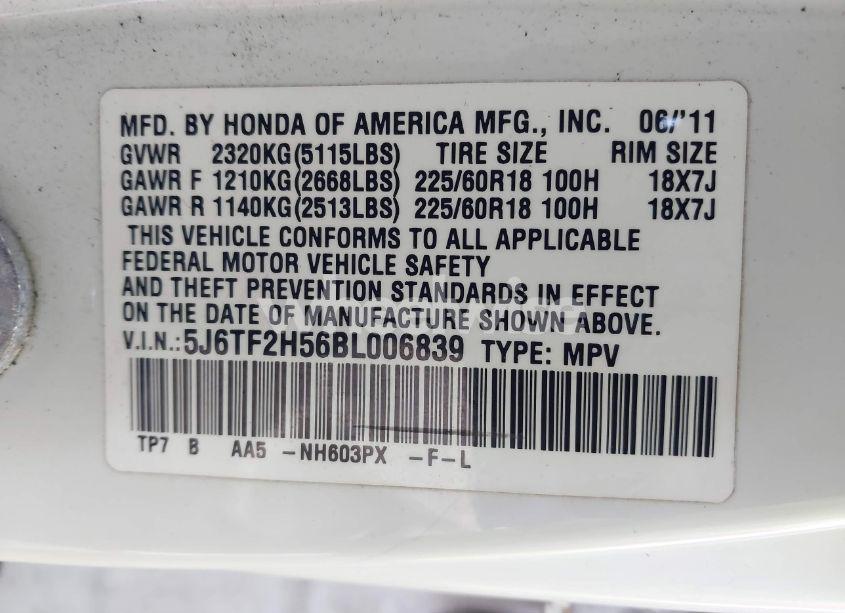 MFD. BY HONDA OF AMERICA MFG., INC. 06/'11
GVWR 2320KG(5115LBS) TIRE SIZE RIM SIZE
GAWR F 1210KG(2668LBS) 225/60R18 100H 18X7J
GAWR R 1140KG(2513LBS) 225/60R18 100H 18X7J
THIS VEHICLE CONFORMS TO ALL APPLICABLE
FEDERAL MOTOR VEHICLE SAFETY
AND THEFT PREVENTION STANDARDS IN EFFECT
ON THE DATE OF MANUFACTURE SHOWN ABOVE.
V.I.N.:5J6TF2H56BL006839 TYPE: MPV
TP7 B AA5 -NH603PX -F-L